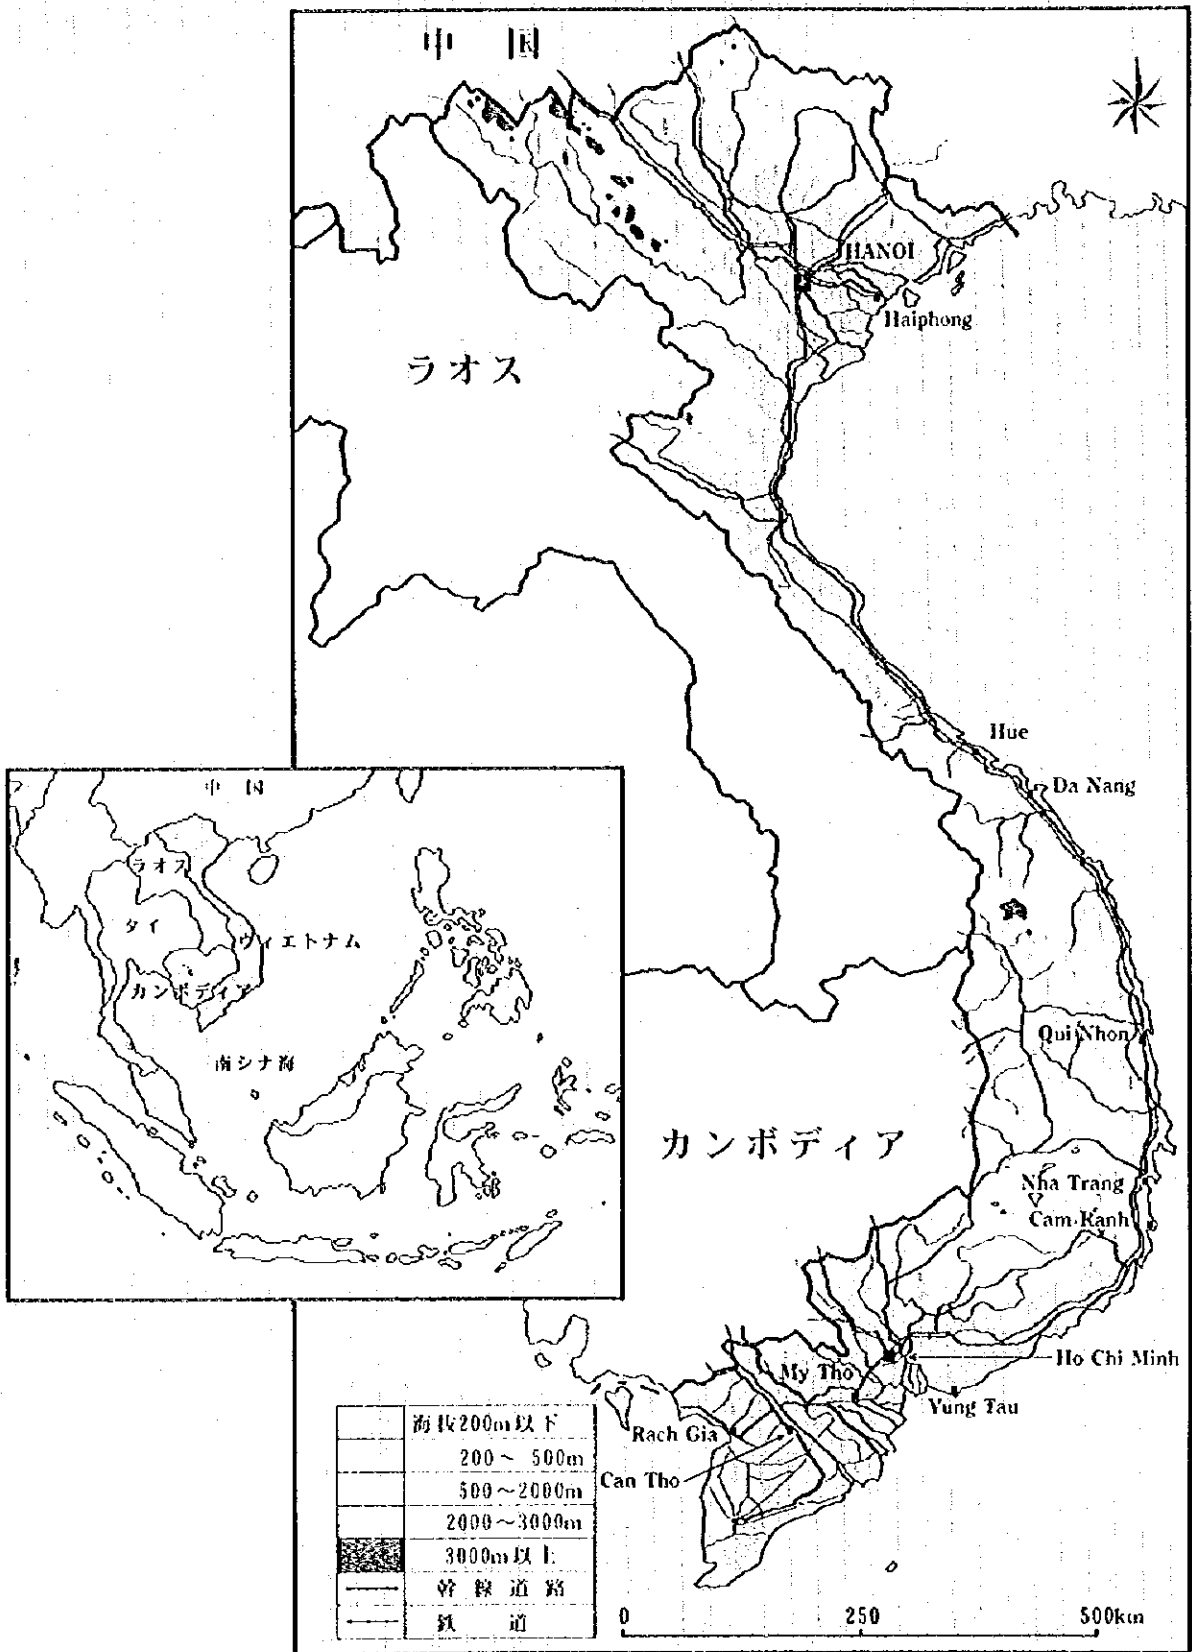 中国
HANOI
Haiphong
ラオス
Hue
Da Nang
中国
ラオス
タイ
ヴィエトナム
カンボディア
南シナ海
Qui Nhon
カンボディア
Nha Trang
Cam Ranh
Ho Chi Minh
My Tho
Yung Tau
Rach Gia
Can Tho
海抜200m以下
200～500m
500～2000m
2000～3000m
3000m以上
幹線道路
鉄道
0 250 500km